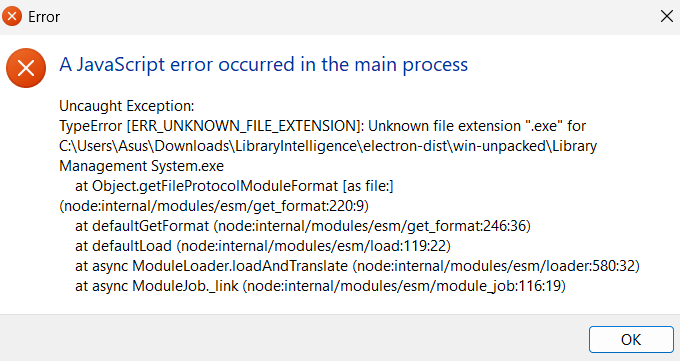 Error
A JavaScript error occurred in the main process
Uncaught Exception:
TypeError [ERR_UNKNOWN_FILE_EXTENSION]: Unknown file extension ".exe" for
C:\Users\Asus\Downloads\LibraryIntelligence\electron-dist\win-unpacked\Library
Management System.exe
at Object.getFileProtocolModuleFormat [as file:]
(node:internal/modules/esm/get_format:220:9)
at defaultGetFormat (node:internal/modules/esm/get_format:246:36)
at defaultLoad (node:internal/modules/esm/load:119:22)
at async ModuleLoader.loadAndTranslate (node:internal/modules/esm/loader:580:32)
at async ModuleJob._link (node:internal/modules/esm/module_job:116:19)
OK